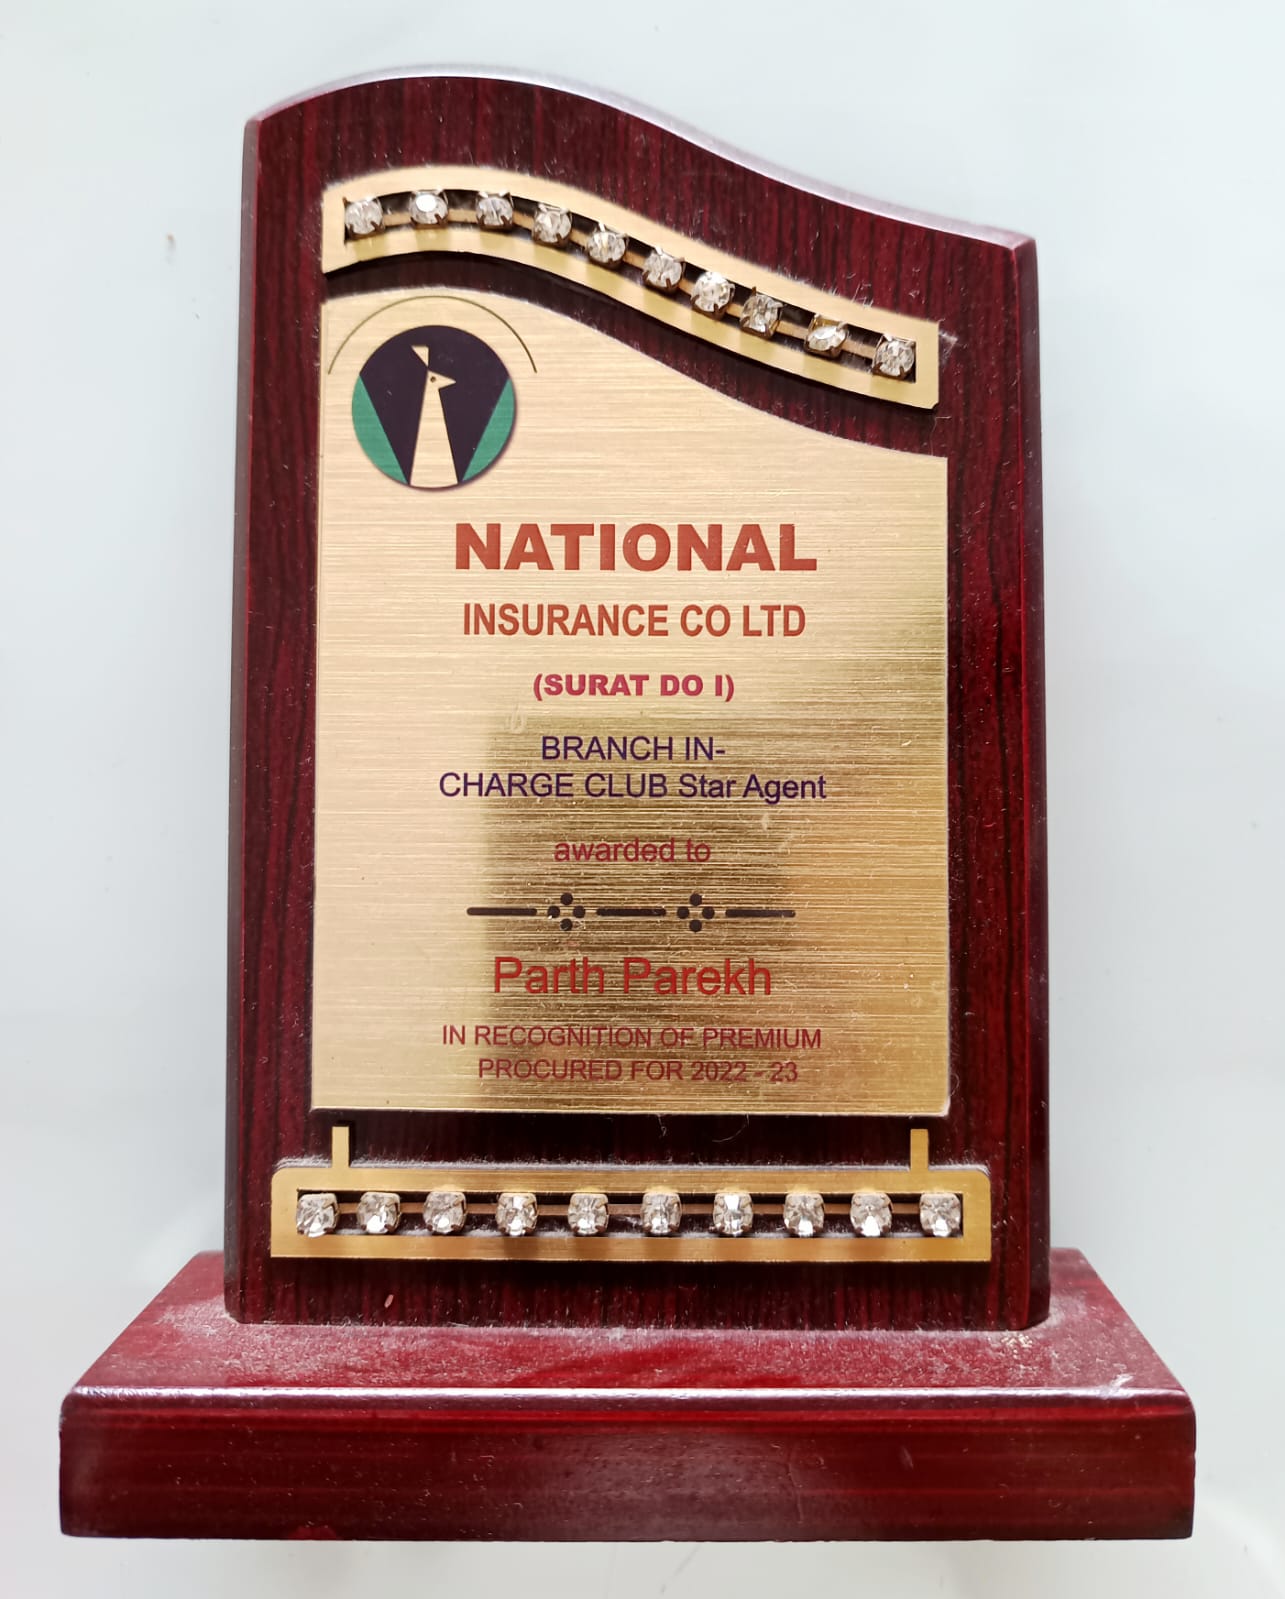 NATIONAL
INSURANCE CO LTD
(SURAT DO I)
BRANCH IN-
CHARGE CLUB Star Agent
awarded to
Parth Parekh
IN RECOGNITION OF PREMIUM
PROCURED FOR 2022 - 23